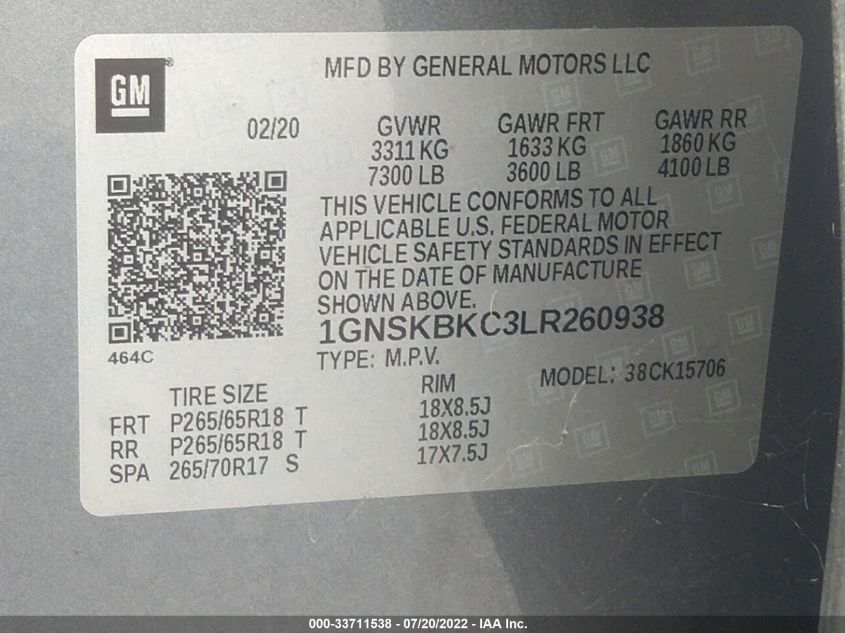 GM®
MFD BY GENERAL MOTORS LLC
02/20 GVWR GAWR FRT GAWR RR
3311 KG 1633 KG 1860 KG
7300 LB 3600 LB 4100 LB
THIS VEHICLE CONFORMS TO ALL
APPLICABLE U.S. FEDERAL MOTOR
VEHICLE SAFETY STANDARDS IN EFFECT
ON THE DATE OF MANUFACTURE
SHOWN ABOVE.
1GNSKBKC3LR260938
464C
TYPE: M.P.V. MODEL: 38CK15706
TIRE SIZE RIM
FRT P265/65R18 T 18X8.5J
RR P265/65R18 T 18X8.5J
SPA 265/70R17 S 17X7.5J
000-33711538 - 07/20/2022 - IAA Inc.